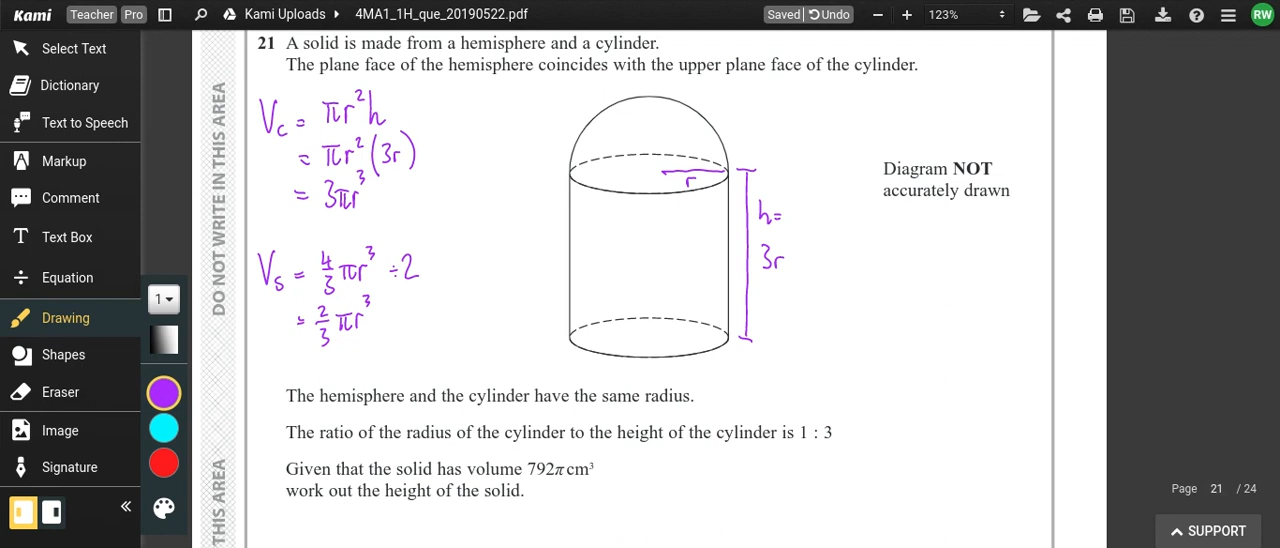 Kami
Teacher
Pro
Kami Uploads > 4MA1_1H_que_20190522.pdf
Saved Undo
− + 123%
RW
Select Text
Dictionary
Text to Speech
Markup
Comment
Text Box
Equation
Drawing
Shapes
Eraser
Image
Signature
1
«
DO NOT WRITE IN THIS AREA
THIS AREA
21 A solid is made from a hemisphere and a cylinder.
The plane face of the hemisphere coincides with the upper plane face of the cylinder.
V_c = πr²h
= πr²(3r)
= 3πr³
V_s = 4/3 πr³ ÷ 2
= 2/3 πr³
r
h=
3r
Diagram NOT
accurately drawn
The hemisphere and the cylinder have the same radius.
The ratio of the radius of the cylinder to the height of the cylinder is 1 : 3
Given that the solid has volume 792π cm³
work out the height of the solid.
Page 21 / 24
SUPPORT